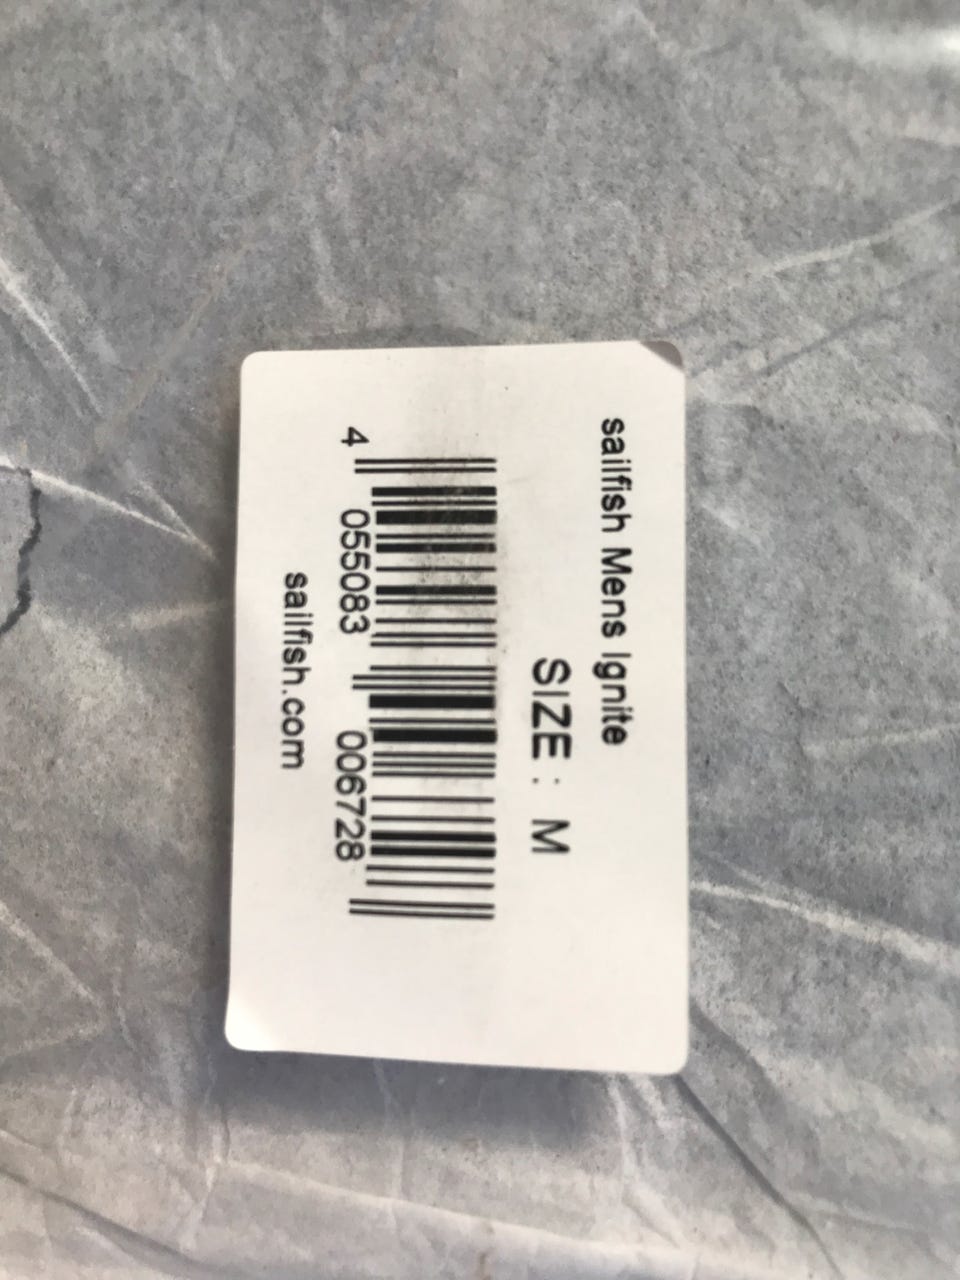 sailfish Mens Ignite
SIZE : M
4 055083 006728
sailfish.com